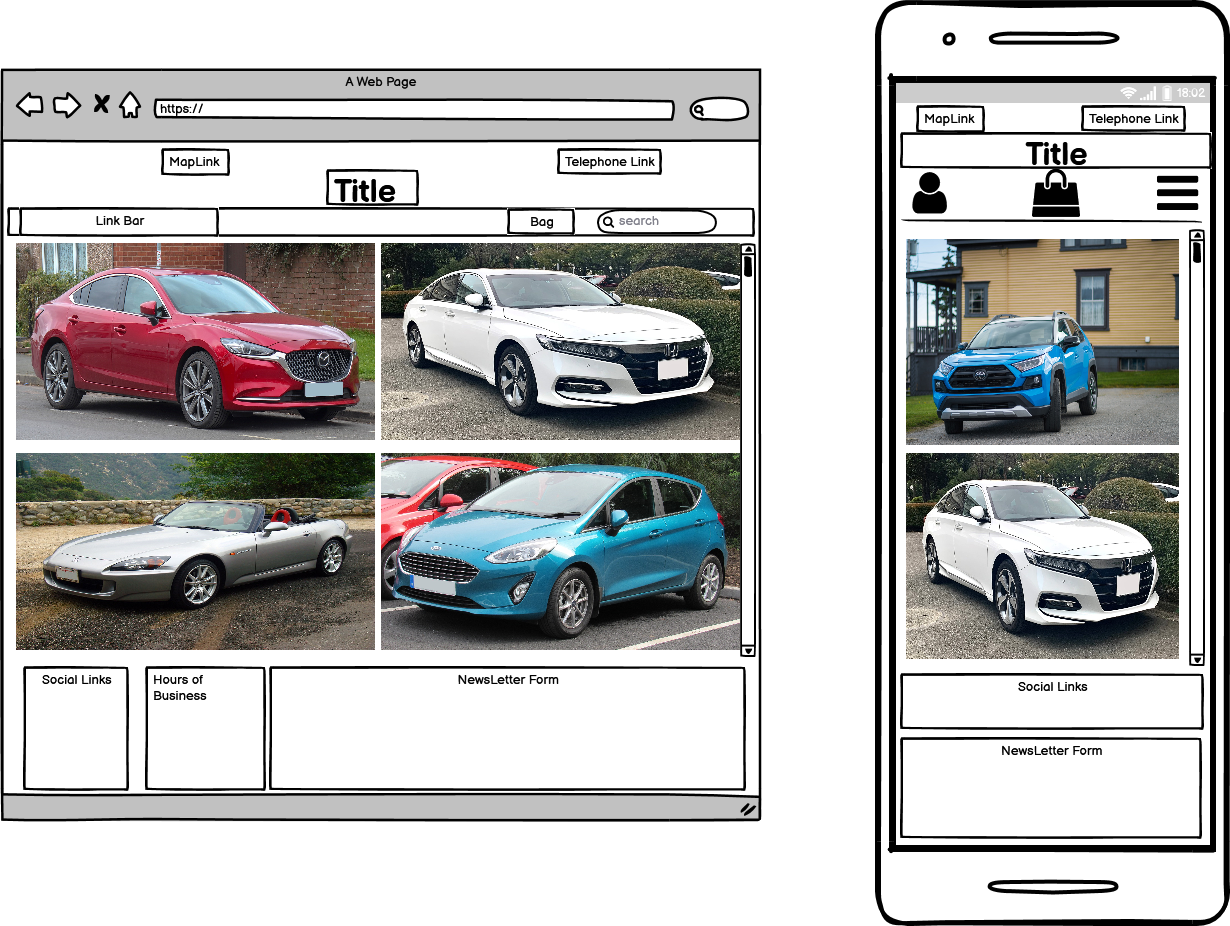 A Web Page
https://
MapLink
Telephone Link
Title
Link Bar
Bag
search
Social Links
Hours of
Business
NewsLetter Form
18:02
MapLink
Telephone Link
Title
Social Links
NewsLetter Form